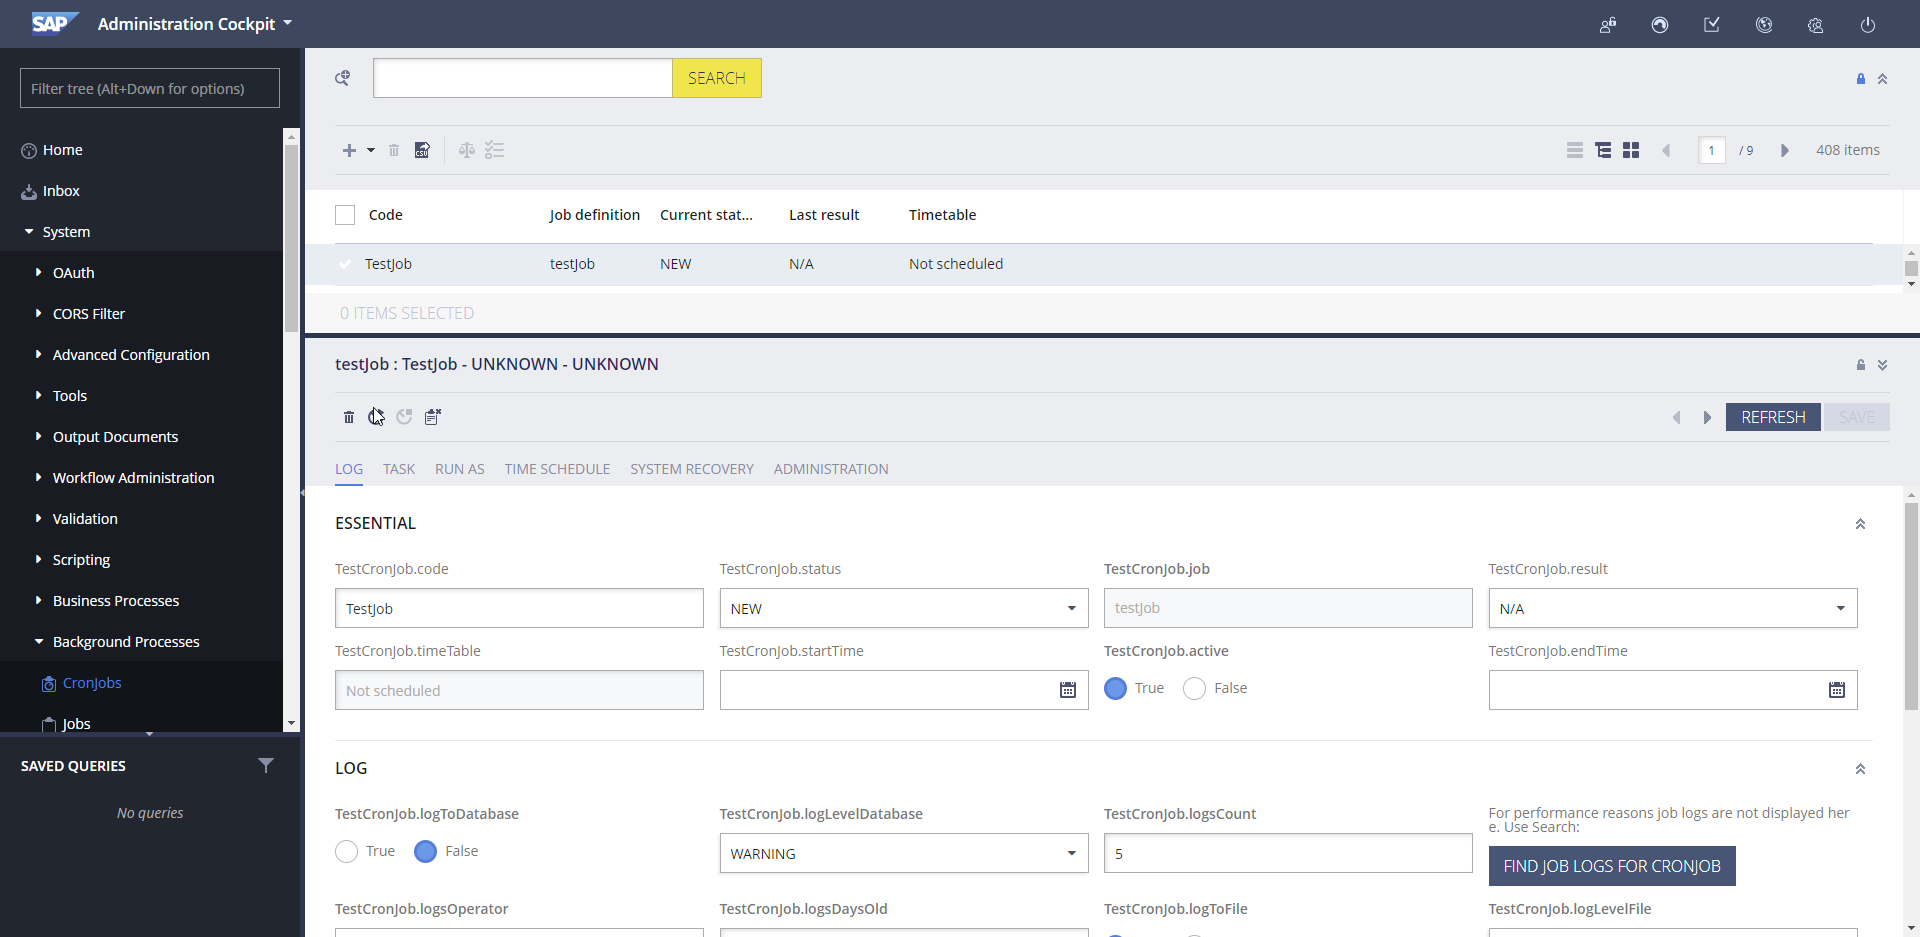 SAP Administration Cockpit
Filter tree (Alt+Down for options)
Home
Inbox
System
OAuth
CORS Filter
Advanced Configuration
Tools
Output Documents
Workflow Administration
Validation
Scripting
Business Processes
Background Processes
CronJobs
Jobs
SAVED QUERIES
No queries
SEARCH
CSV
1 / 9 408 items
Code Job definition Current stat... Last result Timetable
TestJob testJob NEW N/A Not scheduled
0 ITEMS SELECTED
testJob : TestJob - UNKNOWN - UNKNOWN
REFRESH SAVE
LOG TASK RUN AS TIME SCHEDULE SYSTEM RECOVERY ADMINISTRATION
ESSENTIAL
TestCronJob.code TestCronJob.status TestCronJob.job TestCronJob.result
TestJob NEW testJob N/A
TestCronJob.timeTable TestCronJob.startTime TestCronJob.active TestCronJob.endTime
Not scheduled True False
LOG
TestCronJob.logToDatabase TestCronJob.logLevelDatabase TestCronJob.logsCount For performance reasons job logs are not displayed her
e. Use Search:
True False WARNING 5 FIND JOB LOGS FOR CRONJOB
TestCronJob.logsOperator TestCronJob.logsDaysOld TestCronJob.logToFile TestCronJob.logLevelFile